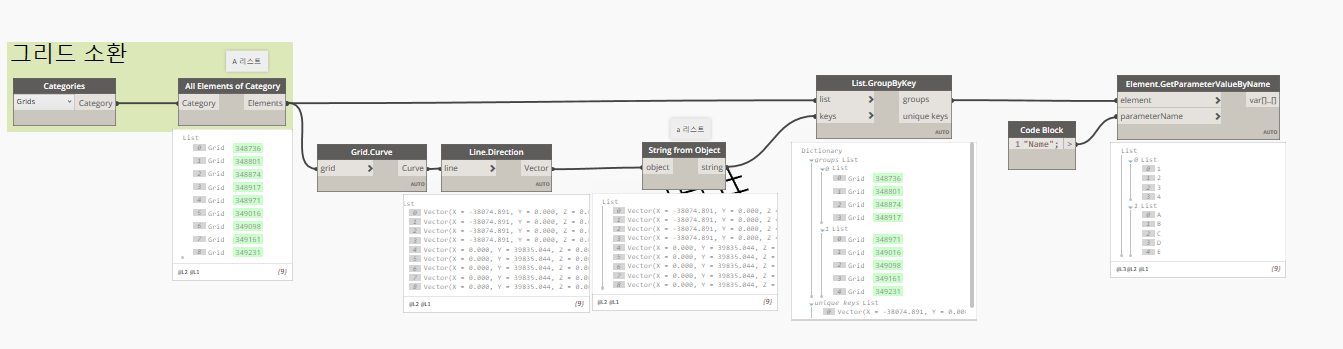 그리드 소환
A 리스트
Categories
Grids
Category
All Elements of Category
Category
Elements
List
0 Grid 348736
1 Grid 348801
2 Grid 348874
3 Grid 348917
4 Grid 348971
5 Grid 349016
6 Grid 349098
7 Grid 349161
8 Grid 349231
@L2 @L1
{9}
Grid.Curve
grid
Curve
AUTO
Line.Direction
line
Vector
AUTO
ist
0 Vector(X = -38074.891, Y = 0.000, Z = 0.
1 Vector(X = -38074.891, Y = 0.000, Z = 0.
2 Vector(X = -38074.891, Y = 0.000, Z = 0.
3 Vector(X = -38074.891, Y = 0.000, Z = 0.
4 Vector(X = 0.000, Y = 39835.044, Z = 0.0
5 Vector(X = 0.000, Y = 39835.044, Z = 0.0
6 Vector(X = 0.000, Y = 39835.044, Z = 0.0
7 Vector(X = 0.000, Y = 39835.044, Z = 0.0
8 Vector(X = 0.000, Y = 39835.044, Z = 0.0
@L2 @L1
{9}
a 리스트
String from Object
object
string
AUTO
List
0 Vector(X = -38074.891, Y = 0.000, Z =
1 Vector(X = -38074.891, Y = 0.000, Z =
2 Vector(X = -38074.891, Y = 0.000, Z =
3 Vector(X = -38074.891, Y = 0.000, Z =
4 Vector(X = 0.000, Y = 39835.044, Z =
5 Vector(X = 0.000, Y = 39835.044, Z =
6 Vector(X = 0.000, Y = 39835.044, Z =
7 Vector(X = 0.000, Y = 39835.044, Z =
8 Vector(X = 0.000, Y = 39835.044, Z =
@L2 @L1
{9}
List.GroupByKey
list
groups
keys
unique keys
AUTO
Dictionary
groups List
0 List
0 Grid 348736
1 Grid 348801
2 Grid 348874
3 Grid 348917
1 List
0 Grid 348971
1 Grid 349016
2 Grid 349098
3 Grid 349161
4 Grid 349231
unique keys List
0 Vector(X = -38074.891, Y = 0.00
Code Block
1 "Name"; >
Element.GetParameterValueByName
element
var[]..[]
parameterName
AUTO
List
0 List
0 1
1 2
2 3
3 4
1 List
0 A
1 B
2 C
3 D
4 E
@L3 @L2 @L1
{9}